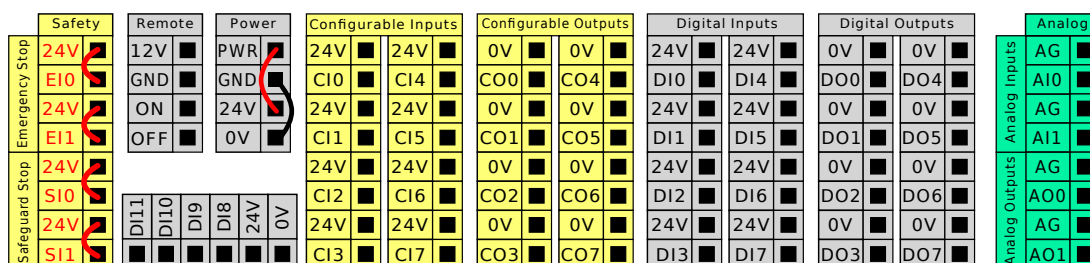 Safety Remote Power Configurable Inputs Configurable Outputs Digital Inputs Digital Outputs Analog
Emergency Stop
24V 12V PWR 24V 24V 0V 0V 24V 24V 0V 0V AG
EI0 GND GND CI0 CI4 CO0 CO4 DI0 DI4 DO0 DO4 AI0
24V ON 24V 24V 24V 0V 0V 24V 24V 0V 0V AG
EI1 OFF 0V CI1 CI5 CO1 CO5 DI1 DI5 DO1 DO5 AI1
Analog Inputs
Safeguard Stop
24V 24V 24V 0V 0V 24V 24V 0V 0V AG
SI0 CI2 CI6 CO2 CO6 DI2 DI6 DO2 DO6 AO0
24V 24V 24V 0V 0V 24V 24V 0V 0V AG
SI1 CI3 CI7 CO3 CO7 DI3 DI7 DO3 DO7 AO1
Analog Outputs
DI11 DI10 DI9 DI8 24V 0V